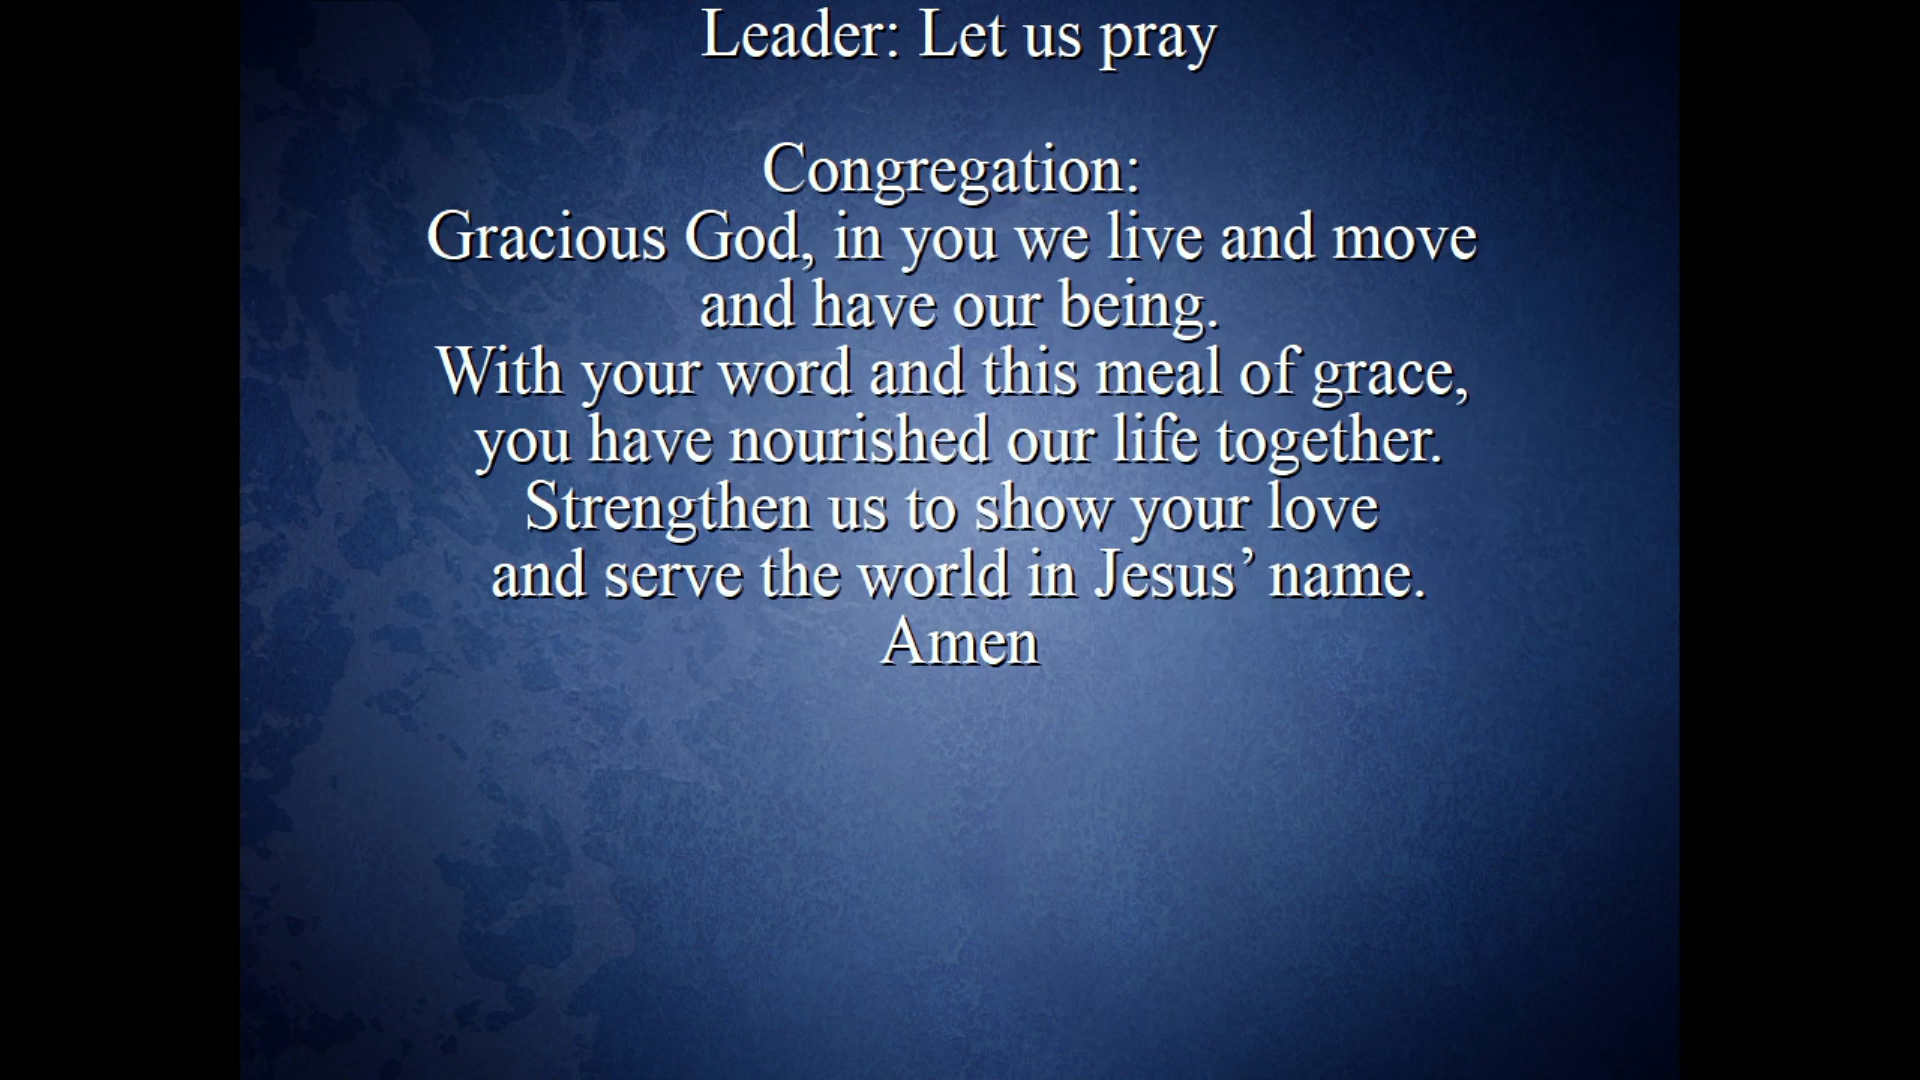 Leader: Let us pray
Congregation:
Gracious God, in you we live and move
and have our being.
With your word and this meal of grace,
you have nourished our life together.
Strengthen us to show your love
and serve the world in Jesus’ name.
Amen